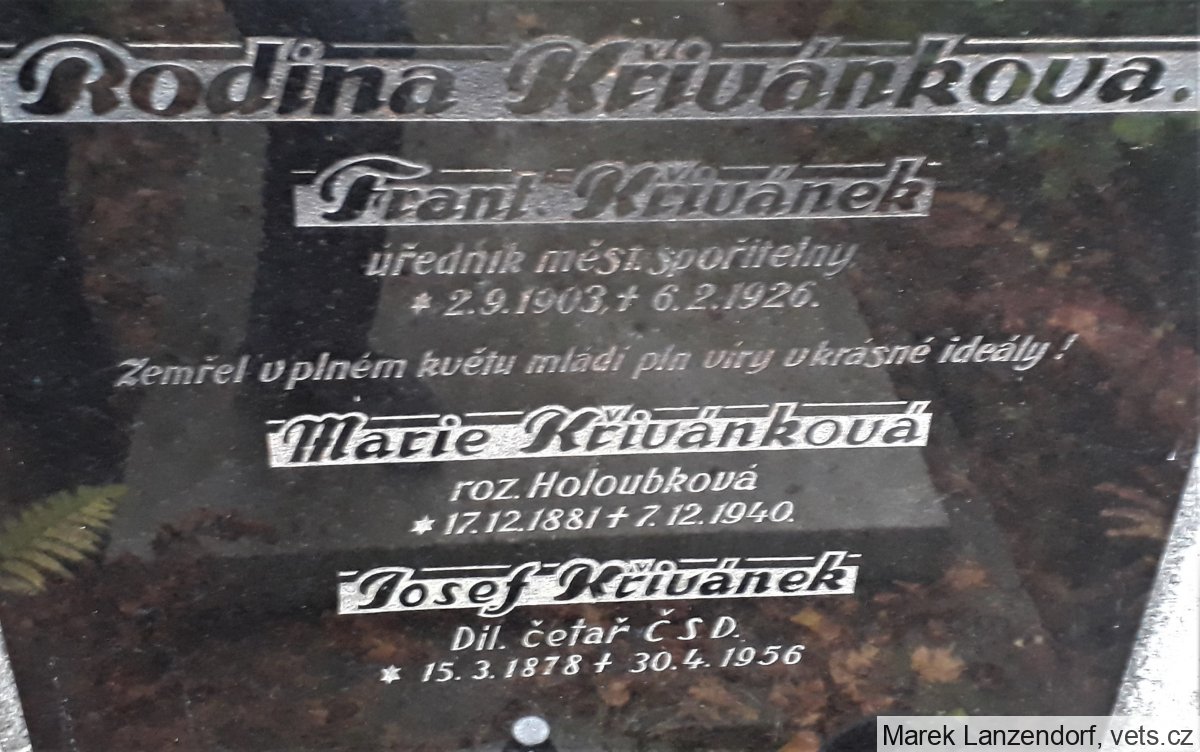 Rodina Křivánkova.
Frant. Křivánek
úředník měst. spořitelny
* 2.9.1903, + 6.2.1926.
Zemřel v plném květu mládí pln víry v krásné ideály!
Marie Křivánková
roz. Holoubková
* 17.12.1881 + 7.12.1940.
Josef Křivánek
Dil. četař ČSD.
* 15.3.1878 + 30.4.1956
Marek Lanzendorf, vets.cz